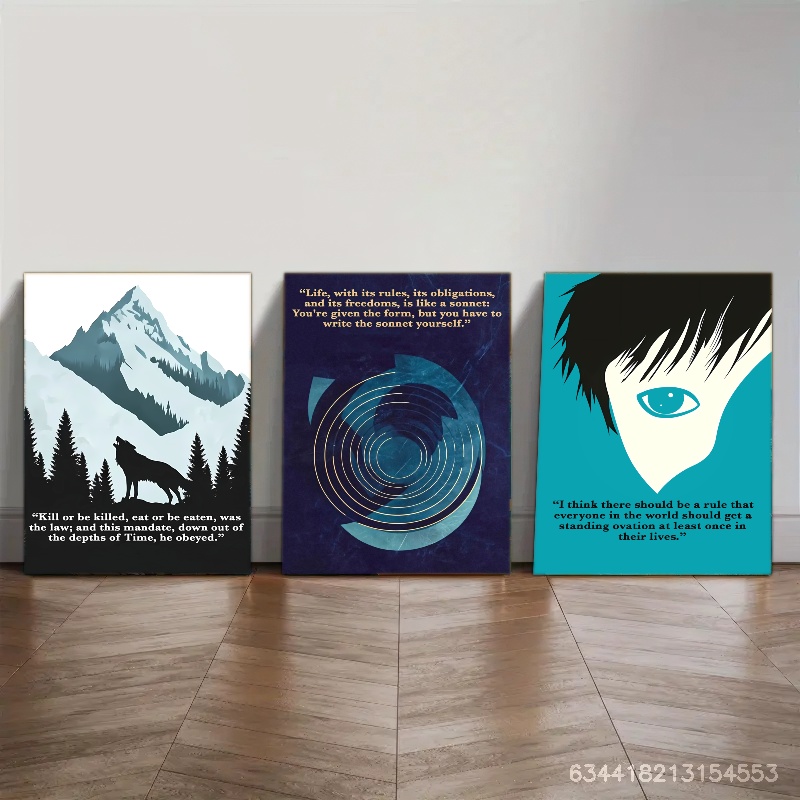 “Kill or be killed, eat or be eaten, was
the law; and this mandate, down out of
the depths of Time, he obeyed.”
“Life, with its rules, its obligations,
and its freedoms, is like a sonnet:
You're given the form, but you have to
write the sonnet yourself.”
“I think there should be a rule that
everyone in the world should get a
standing ovation at least once in
their lives.”
634418213154553